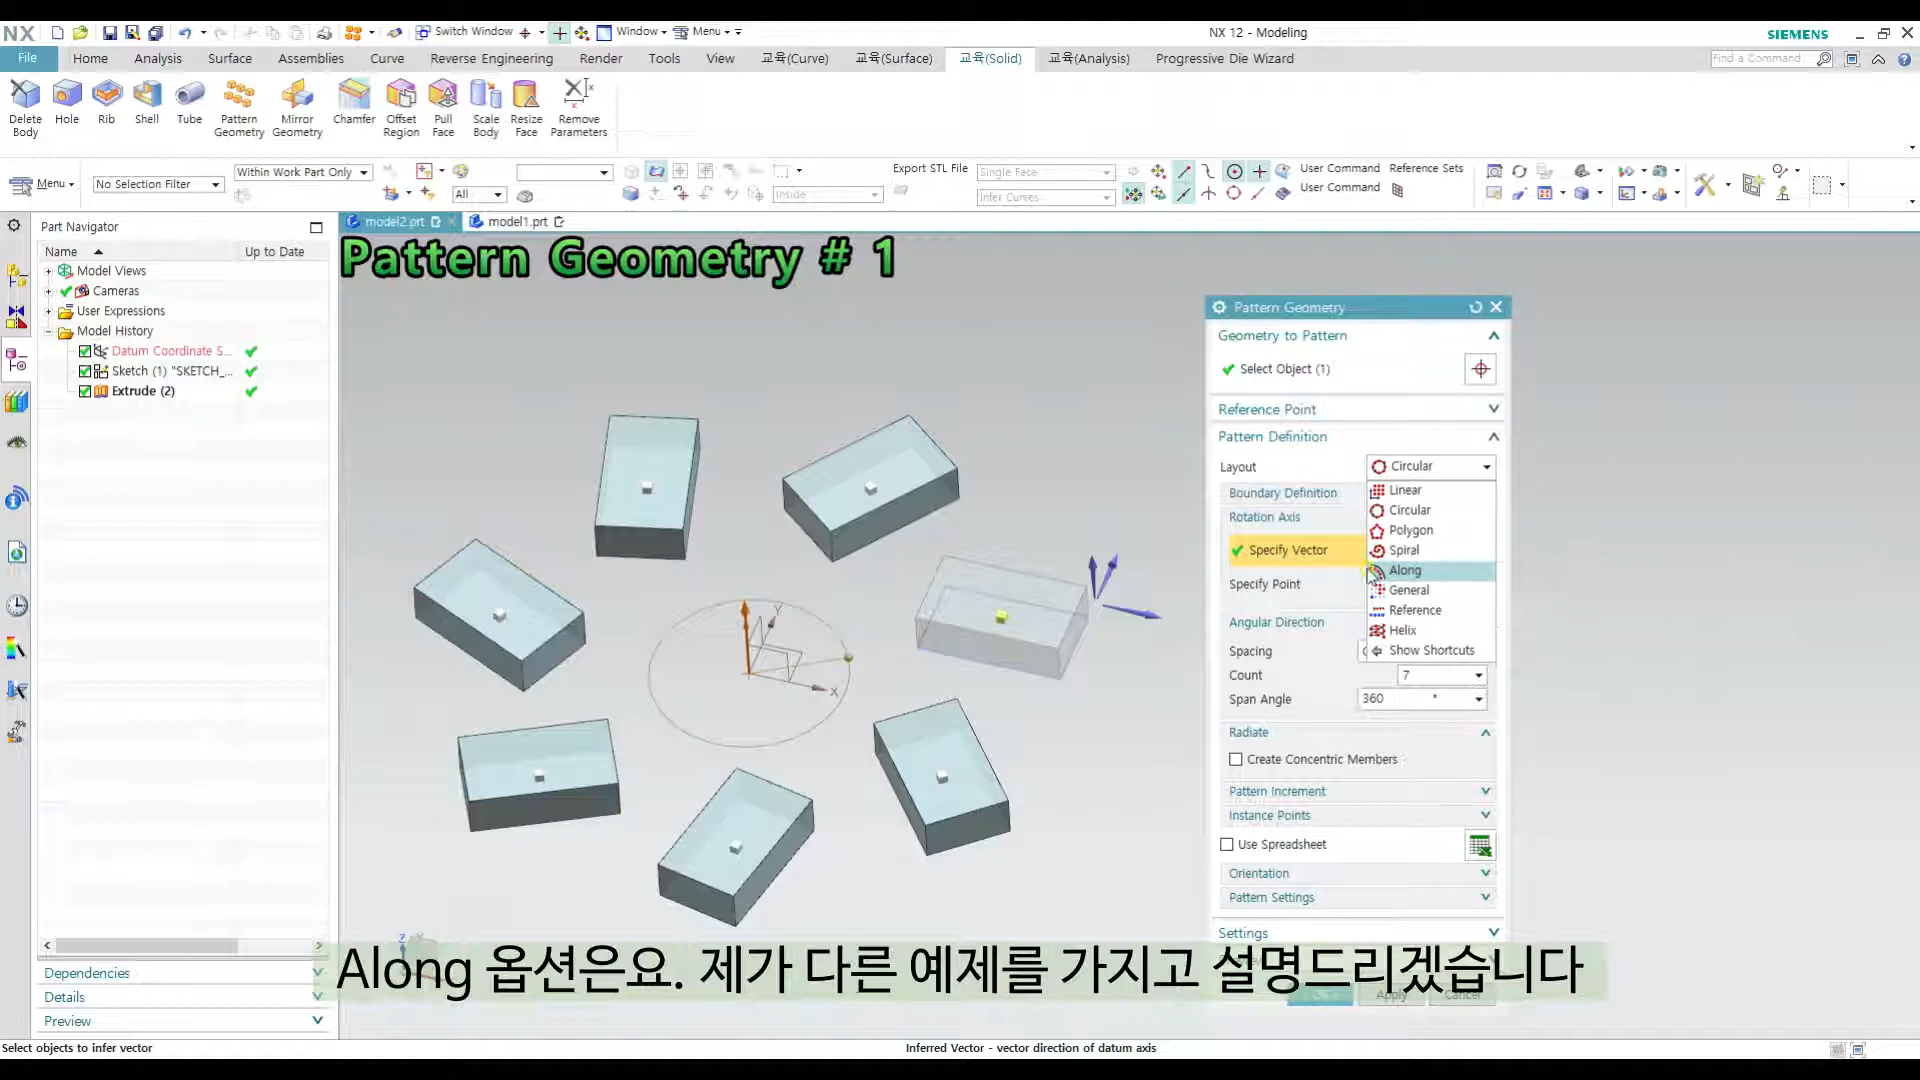 NX
Switch Window
Window
Menu
NX 12 - Modeling
SIEMENS
File
Home
Analysis
Surface
Assemblies
Curve
Reverse Engineering
Render
Tools
View
교육(Curve)
교육(Surface)
교육(Solid)
교육(Analysis)
Progressive Die Wizard
Find a Command
Delete Body
Hole
Rib
Shell
Tube
Pattern Geometry
Mirror Geometry
Chamfer
Offset Region
Pull Face
Scale Body
Resize Face
Remove Parameters
Menu
No Selection Filter
Within Work Part Only
All
Inside
Export STL File
Single Face
Infer Curves
User Command
User Command
Reference Sets
Part Navigator
Name
Up to Date
Model Views
Cameras
User Expressions
Model History
Datum Coordinate S...
Sketch (1) "SKETCH_...
Extrude (2)
Dependencies
Details
Preview
model2.prt
model1.prt
Pattern Geometry # 1
Y
X
Z
Pattern Geometry
Geometry to Pattern
Select Object (1)
Reference Point
Pattern Definition
Layout
Circular
Boundary Definition
Rotation Axis
Specify Vector
Specify Point
Angular Direction
Spacing
Count
7
Span Angle
360
°
Linear
Circular
Polygon
Spiral
Along
General
Reference
Helix
Show Shortcuts
Radiate
Create Concentric Members
Pattern Increment
Instance Points
Use Spreadsheet
Orientation
Pattern Settings
Settings
Apply
Cancel
Along 옵션은요. 제가 다른 예제를 가지고 설명드리겠습니다
Select objects to infer vector
Inferred Vector - vector direction of datum axis